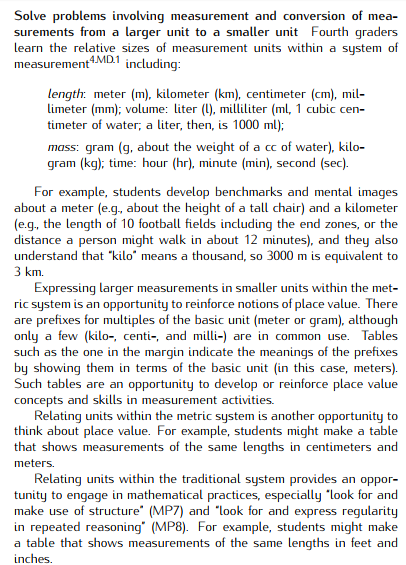 Solve problems involving measurement and conversion of mea-
surements from a larger unit to a smaller unit Fourth graders
learn the relative sizes of measurement units within a system of
measurement4.MD.1 including:
length: meter (m), kilometer (km), centimeter (cm), mil-
limeter (mm); volume: liter (l), milliliter (ml, 1 cubic cen-
timeter of water; a liter, then, is 1000 ml);
mass: gram (g, about the weight of a cc of water), kilo-
gram (kg); time: hour (hr), minute (min), second (sec).
For example, students develop benchmarks and mental images
about a meter (e.g., about the height of a tall chair) and a kilometer
(e.g., the length of 10 football fields including the end zones, or the
distance a person might walk in about 12 minutes), and they also
understand that "kilo" means a thousand, so 3000 m is equivalent to
3 km.
Expressing larger measurements in smaller units within the met-
ric system is an opportunity to reinforce notions of place value. There
are prefixes for multiples of the basic unit (meter or gram), although
only a few (kilo-, centi-, and milli-) are in common use. Tables
such as the one in the margin indicate the meanings of the prefixes
by showing them in terms of the basic unit (in this case, meters).
Such tables are an opportunity to develop or reinforce place value
concepts and skills in measurement activities.
Relating units within the metric system is another opportunity to
think about place value. For example, students might make a table
that shows measurements of the same lengths in centimeters and
meters.
Relating units within the traditional system provides an oppor-
tunity to engage in mathematical practices, especially "look for and
make use of structure" (MP7) and "look for and express regularity
in repeated reasoning" (MP8). For example, students might make
a table that shows measurements of the same lengths in feet and
inches.